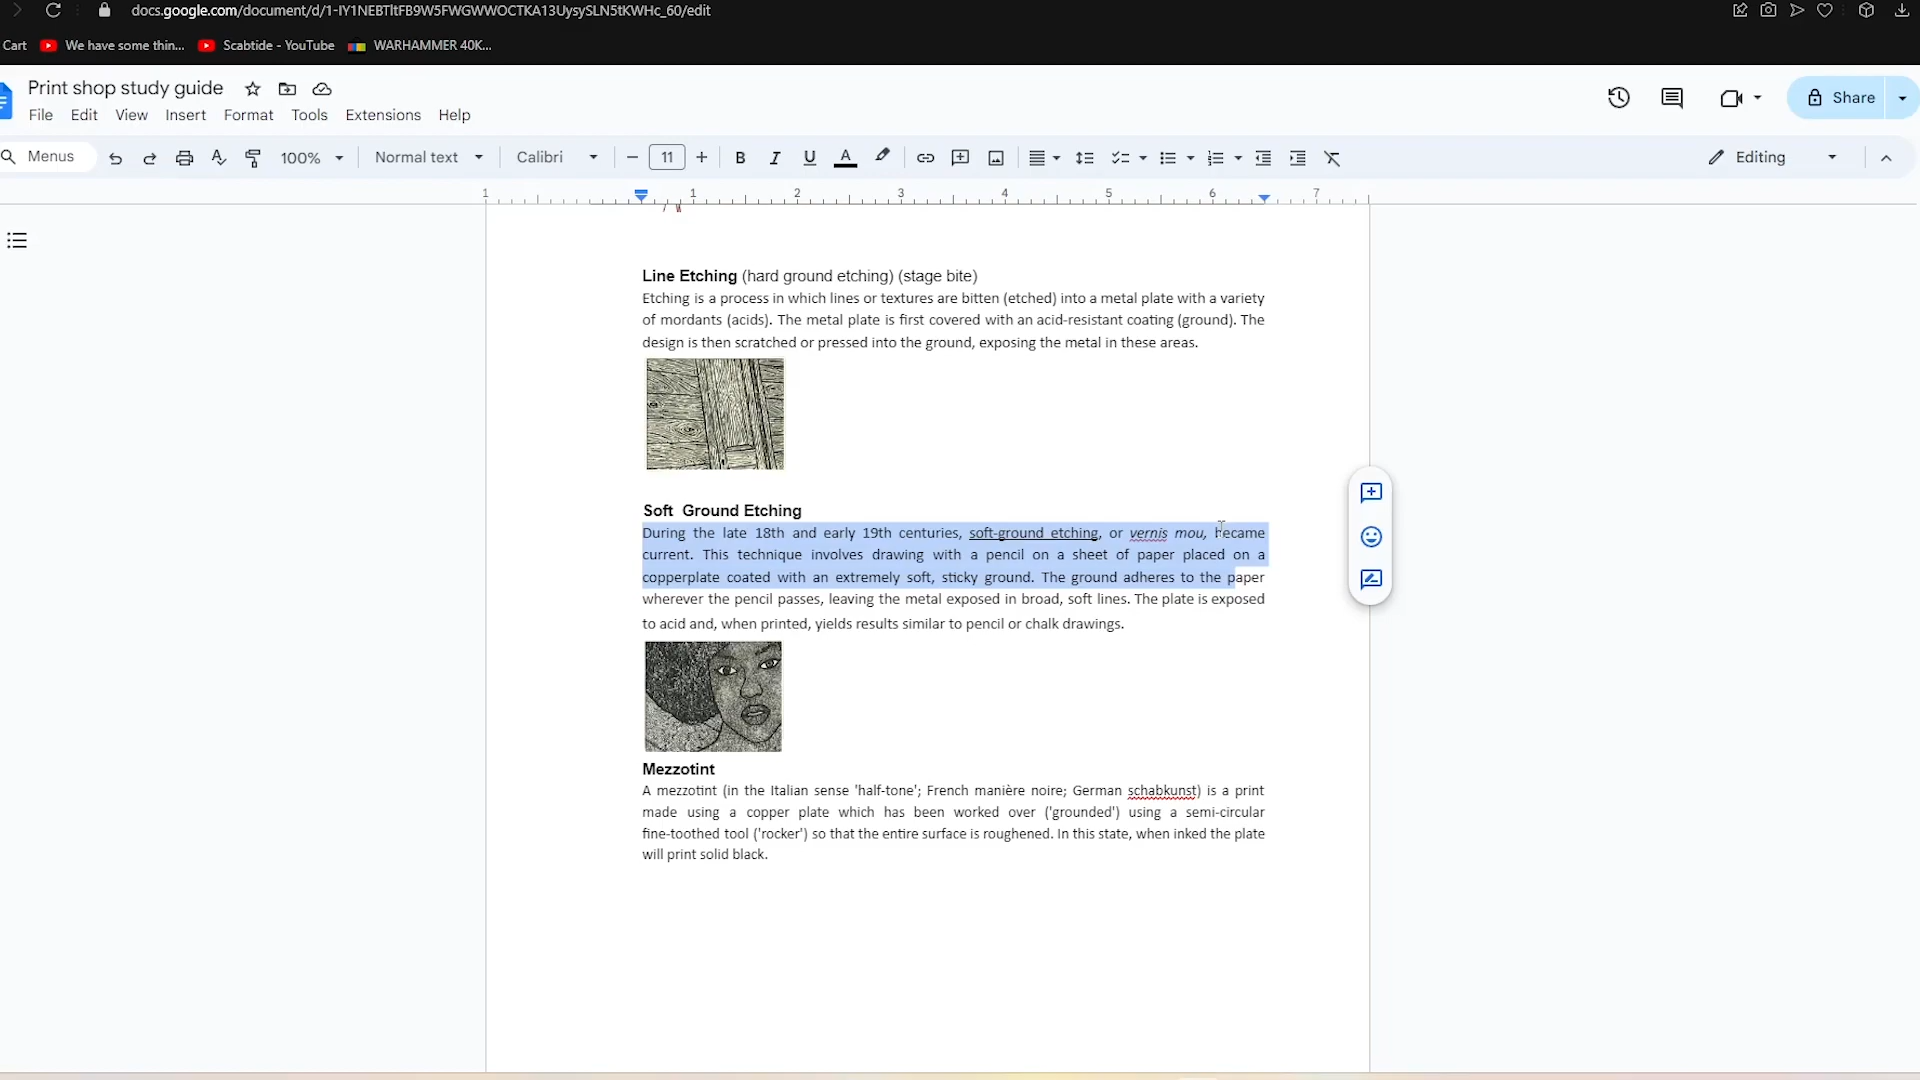 docs.google.com/document/d/1-IY1NEBTltFB9W5FWGWWOCTKA13UysySLN5tKWHc_60/edit
Cart We have some thin... Scabtide - YouTube WARHAMMER 40K...
Print shop study guide
Share
File Edit View Insert Format Tools Extensions Help
Menus 100% Normal text Calibri 11 B I U A Editing
1 1 2 3 4 5 6 7
Line Etching (hard ground etching) (stage bite)
Etching is a process in which lines or textures are bitten (etched) into a metal plate with a variety
of mordants (acids). The metal plate is first covered with an acid-resistant coating (ground). The
design is then scratched or pressed into the ground, exposing the metal in these areas.
Soft Ground Etching
During the late 18th and early 19th centuries, soft-ground etching, or vernis mou, became
current. This technique involves drawing with a pencil on a sheet of paper placed on a
copperplate coated with an extremely soft, sticky ground. The ground adheres to the paper
wherever the pencil passes, leaving the metal exposed in broad, soft lines. The plate is exposed
to acid and, when printed, yields results similar to pencil or chalk drawings.
Mezzotint
A mezzotint (in the Italian sense 'half-tone'; French manière noire; German schabkunst) is a print
made using a copper plate which has been worked over ('grounded') using a semi-circular
fine-toothed tool ('rocker') so that the entire surface is roughened. In this state, when inked the plate
will print solid black.